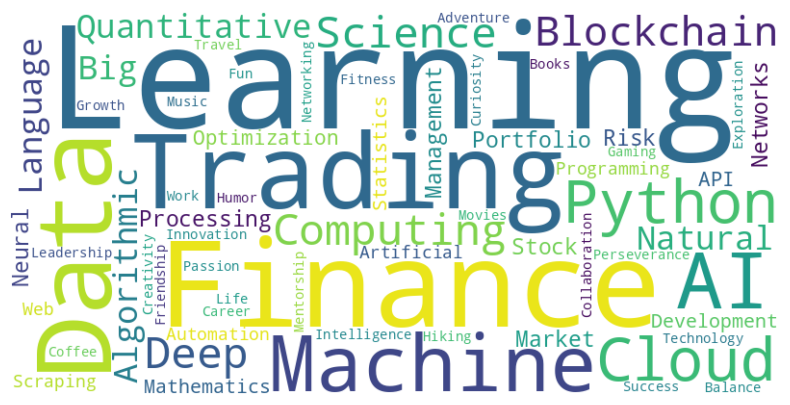 Quantitative
Science
Adventure
Blockchain
Learning
Travel
Big
Fun
Networking
Fitness
Books
Curiosity
Language
Growth
Music
Management
Exploration
Networks
Statistics
Trading
Optimization
Portfolio
Risk
Gaming
Programming
API
Data
Algorithmic
Work
Humor
Python
Processing
Computing
Movies
Natural
Neural
Innovation
Artificial
Stock
Collaboration
Perseverance
Leadership
Creativity
Friendship
Passion
Finance
Mentorship
AI
Life
Career
Web
Automation
Intelligence
Hiking
Market
Development
Technology
Coffee
Deep
Machine
Cloud
Scraping
Mathematics
Success
Balance